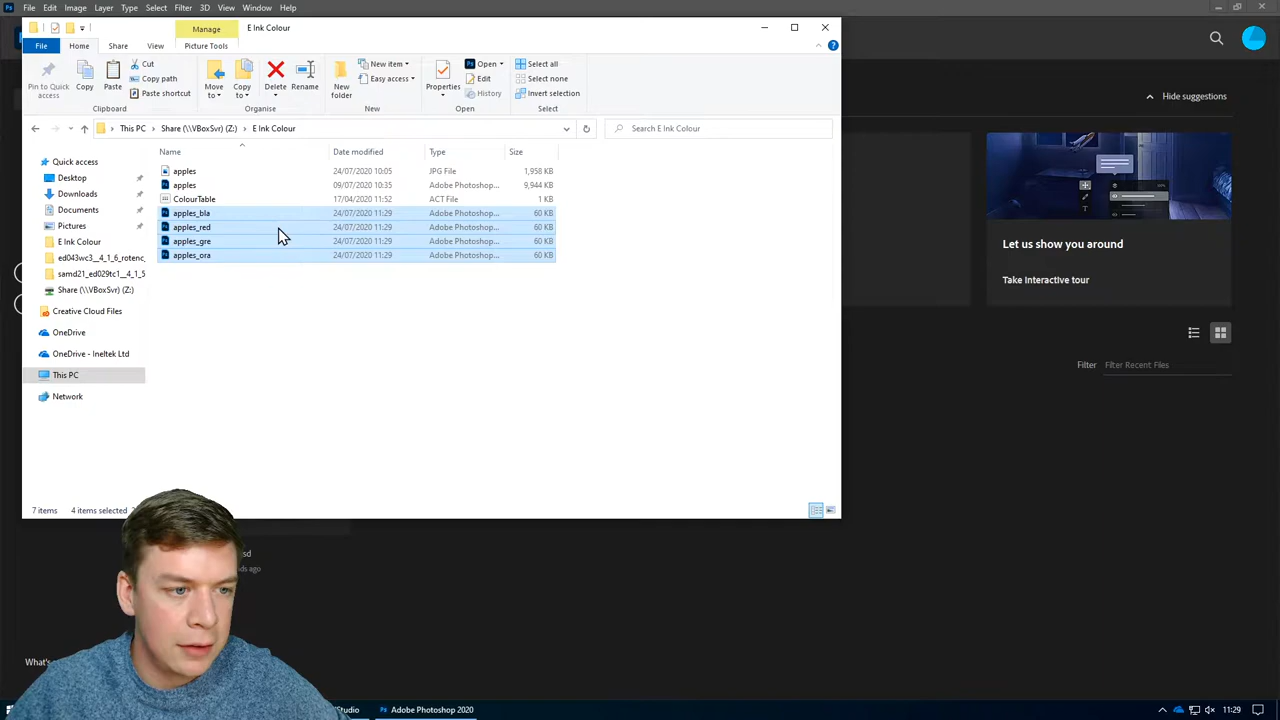 File Edit Image Layer Type Select Filter 3D View Window Help
Manage E Ink Colour
File Home Share View Picture Tools
Pin to Quick access
Copy
Paste
Cut
Copy path
Paste shortcut
Move to
Copy to
Delete
Rename
New folder
New item
Easy access
Properties
Open
Edit
History
Select all
Select none
Invert selection
Clipboard Organise New Open Select
This PC Share (\\VBoxSvr) (Z:) E Ink Colour
Search E Ink Colour
Hide suggestions
Name Date modified Type Size
apples 24/07/2020 10:05 JPG File 1,958 KB
apples 09/07/2020 10:35 Adobe Photoshop... 9,944 KB
ColourTable 17/04/2020 11:52 ACT File 1 KB
apples_bla 24/07/2020 11:29 Adobe Photoshop... 60 KB
apples_red 24/07/2020 11:29 Adobe Photoshop... 60 KB
apples_gre 24/07/2020 11:29 Adobe Photoshop... 60 KB
apples_ora 24/07/2020 11:29 Adobe Photoshop... 60 KB
Quick access
Desktop
Downloads
Documents
Pictures
E Ink Colour
ed043wc3__4_1_6_rotenc_
samd21_ed029tc1__4_1_5
Share (\\VBoxSvr) (Z:)
Creative Cloud Files
OneDrive
OneDrive - Ineltek Ltd
This PC
Network
Let us show you around
Take Interactive tour
Filter Filter Recent Files
7 items 4 items selected
sd
ds ago
What's
Studio Adobe Photoshop 2020 11:29